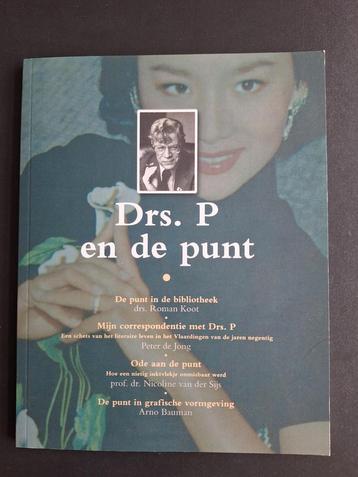 Drs. P
en de punt
De punt in de bibliotheek
drs. Roman Koot
Mijn correspondentie met Drs. P
Een schets van het literaire leven in het Vlaardingen van de jaren negentig
Peter de Jong
Ode aan de punt
Hoe een nietig inktvlekje onmisbaar werd
prof. dr. Nicoline van der Sijs
De punt in grafische vormgeving
Arno Bauman